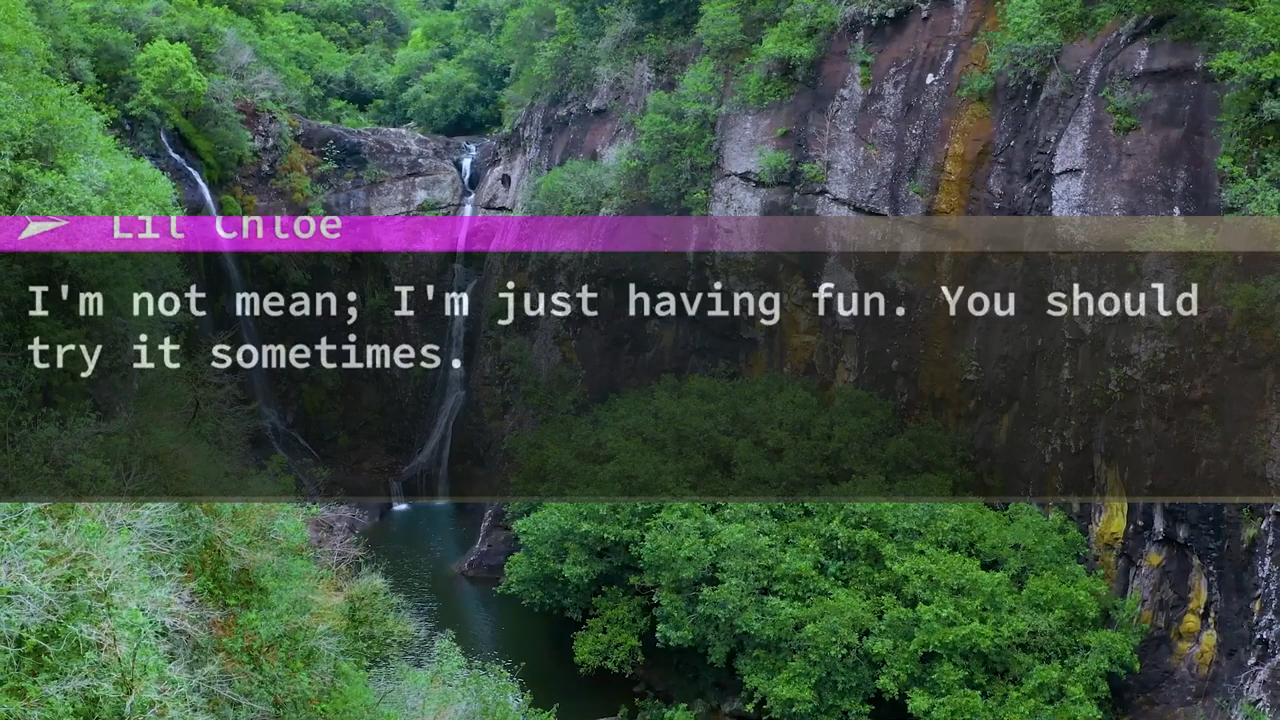 Lil Chloe
I'm not mean; I'm just having fun. You should
try it sometimes.